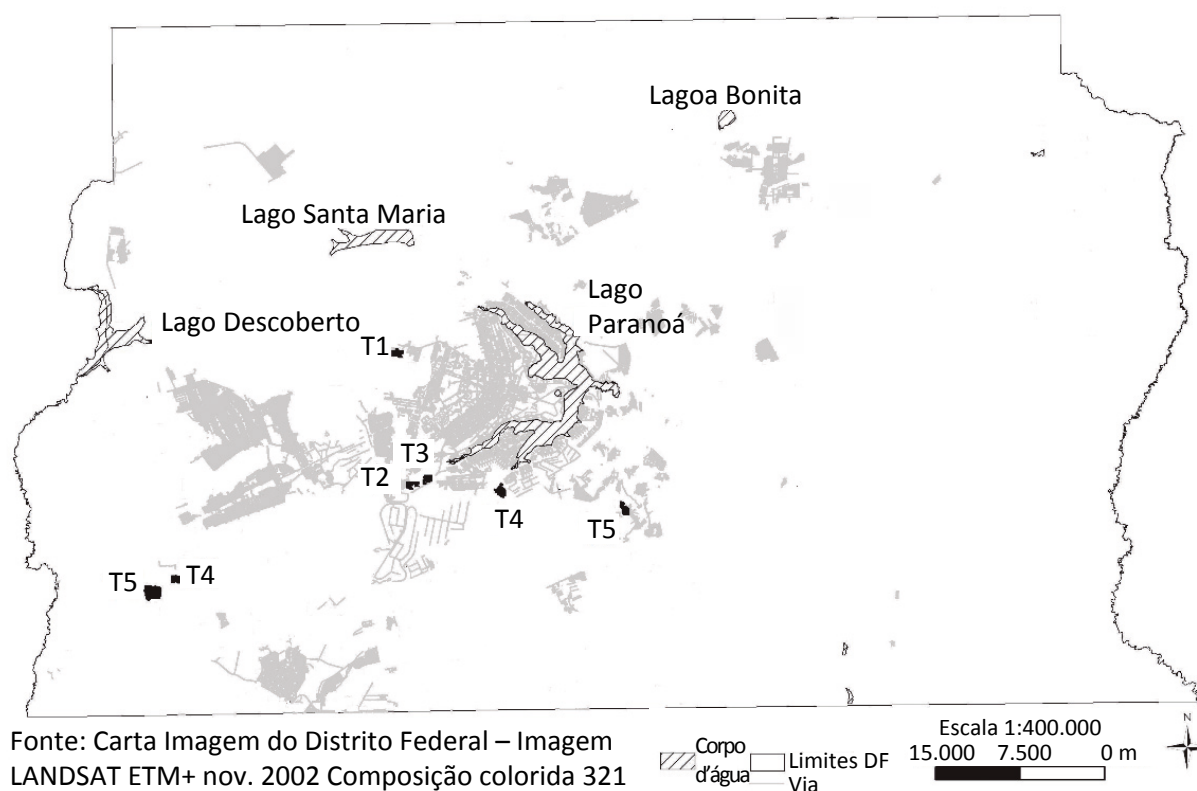 Lagoa Bonita
Lago Santa Maria
Lago
Paranoá
Lago Descoberto
T1
T3
T2
T4
T5
T4
T5
Fonte: Carta Imagem do Distrito Federal – Imagem
LANDSAT ETM+ nov. 2002 Composição colorida 321
Corpo
d'água
Limites DF
Via
Escala 1:400.000
15.000 7.500 0 m
N